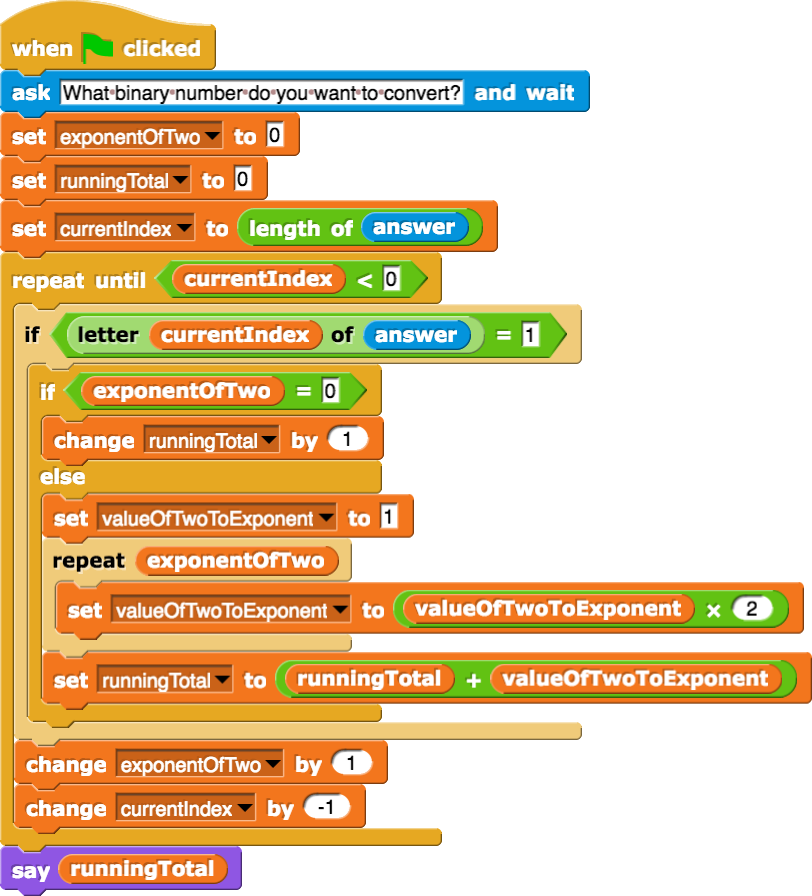 when clicked
ask What binary number do you want to convert? and wait
set exponentOfTwo to 0
set runningTotal to 0
set currentIndex to length of answer
repeat until currentIndex < 0
if letter currentIndex of answer = 1
if exponentOfTwo = 0
change runningTotal by 1
else
set valueOfTwoToExponent to 1
repeat exponentOfTwo
set valueOfTwoToExponent to valueOfTwoToExponent × 2
set runningTotal to runningTotal + valueOfTwoToExponent
change exponentOfTwo by 1
change currentIndex by -1
say runningTotal